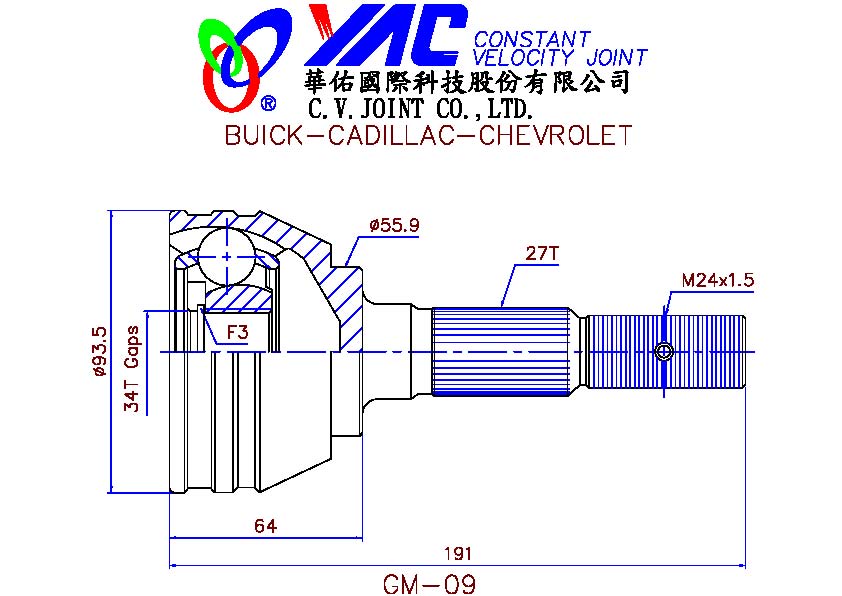 YAC CONSTANT
VELOCITY JOINT
®
華佑國際科技股份有限公司
C.V.JOINT CO.,LTD.
BUICK-CADILLAC-CHEVROLET
ø55.9
27T
M24x1.5
F3
ø93.5
34T Gaps
64
191
GM-09